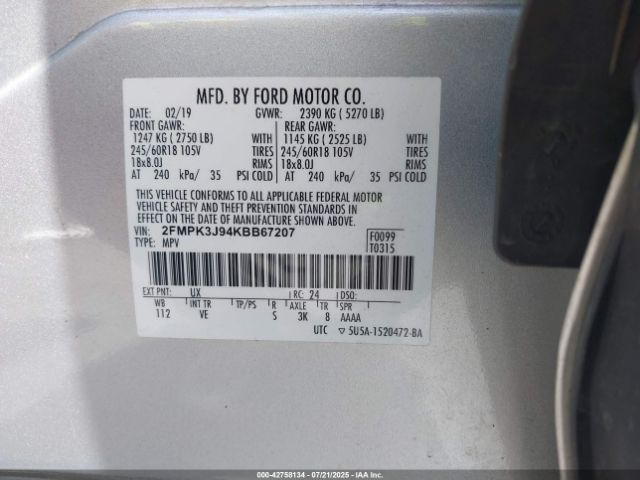 MFD. BY FORD MOTOR CO.
DATE: 02/19 GVWR: 2390 KG ( 5270 LB)
FRONT GAWR: REAR GAWR:
1247 KG ( 2750 LB) WITH 1145 KG ( 2525 LB) WITH
245/60R18 105V TIRES 245/60R18 105V TIRES
18x8.0J RIMS 18x8.0J RIMS
AT 240 kPa/ 35 PSI COLD AT 240 kPa/ 35 PSI COLD
THIS VEHICLE CONFORMS TO ALL APPLICABLE FEDERAL MOTOR
VEHICLE SAFETY AND THEFT PREVENTION STANDARDS IN
EFFECT ON THE DATE OF MANUFACTURE SHOWN ABOVE.
VIN: 2FMPK3J94KBB67207 F0099
TYPE: MPV T0315
EXT PNT: UX RC: 24 DSO:
WB INT TR TP/PS R AXLE TR SPR
112 VE S 3K 8 AAAA
UTC ▽ 5U5A-1520472-BA
000-42758134 - 07/21/2025 - IAAI.com